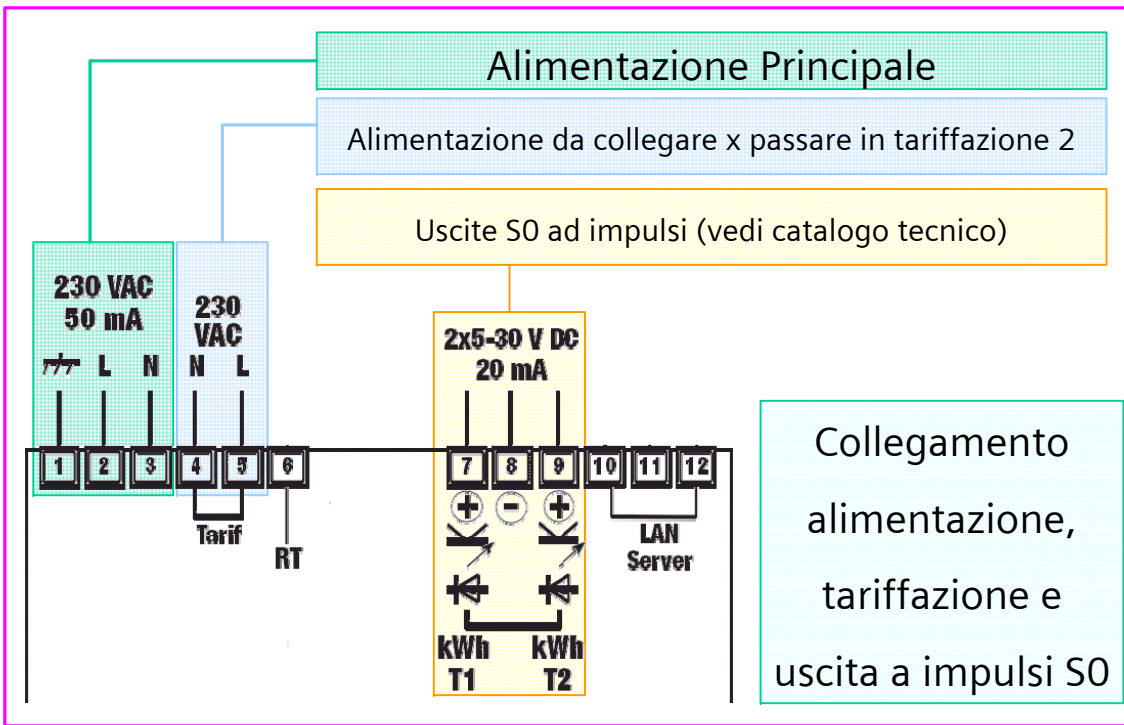 Alimentazione Principale
Alimentazione da collegare x passare in tariffazione 2
Uscite S0 ad impulsi (vedi catalogo tecnico)
230 VAC
50 mA
L N
230
VAC
N L
2x5-30 V DC
20 mA
1 2 3 4 5 6 7 8 9 10 11 12
+ - +
Tarif
RT
LAN
Server
kWh
T1
kWh
T2
Collegamento
alimentazione,
tariffazione e
uscita a impulsi S0